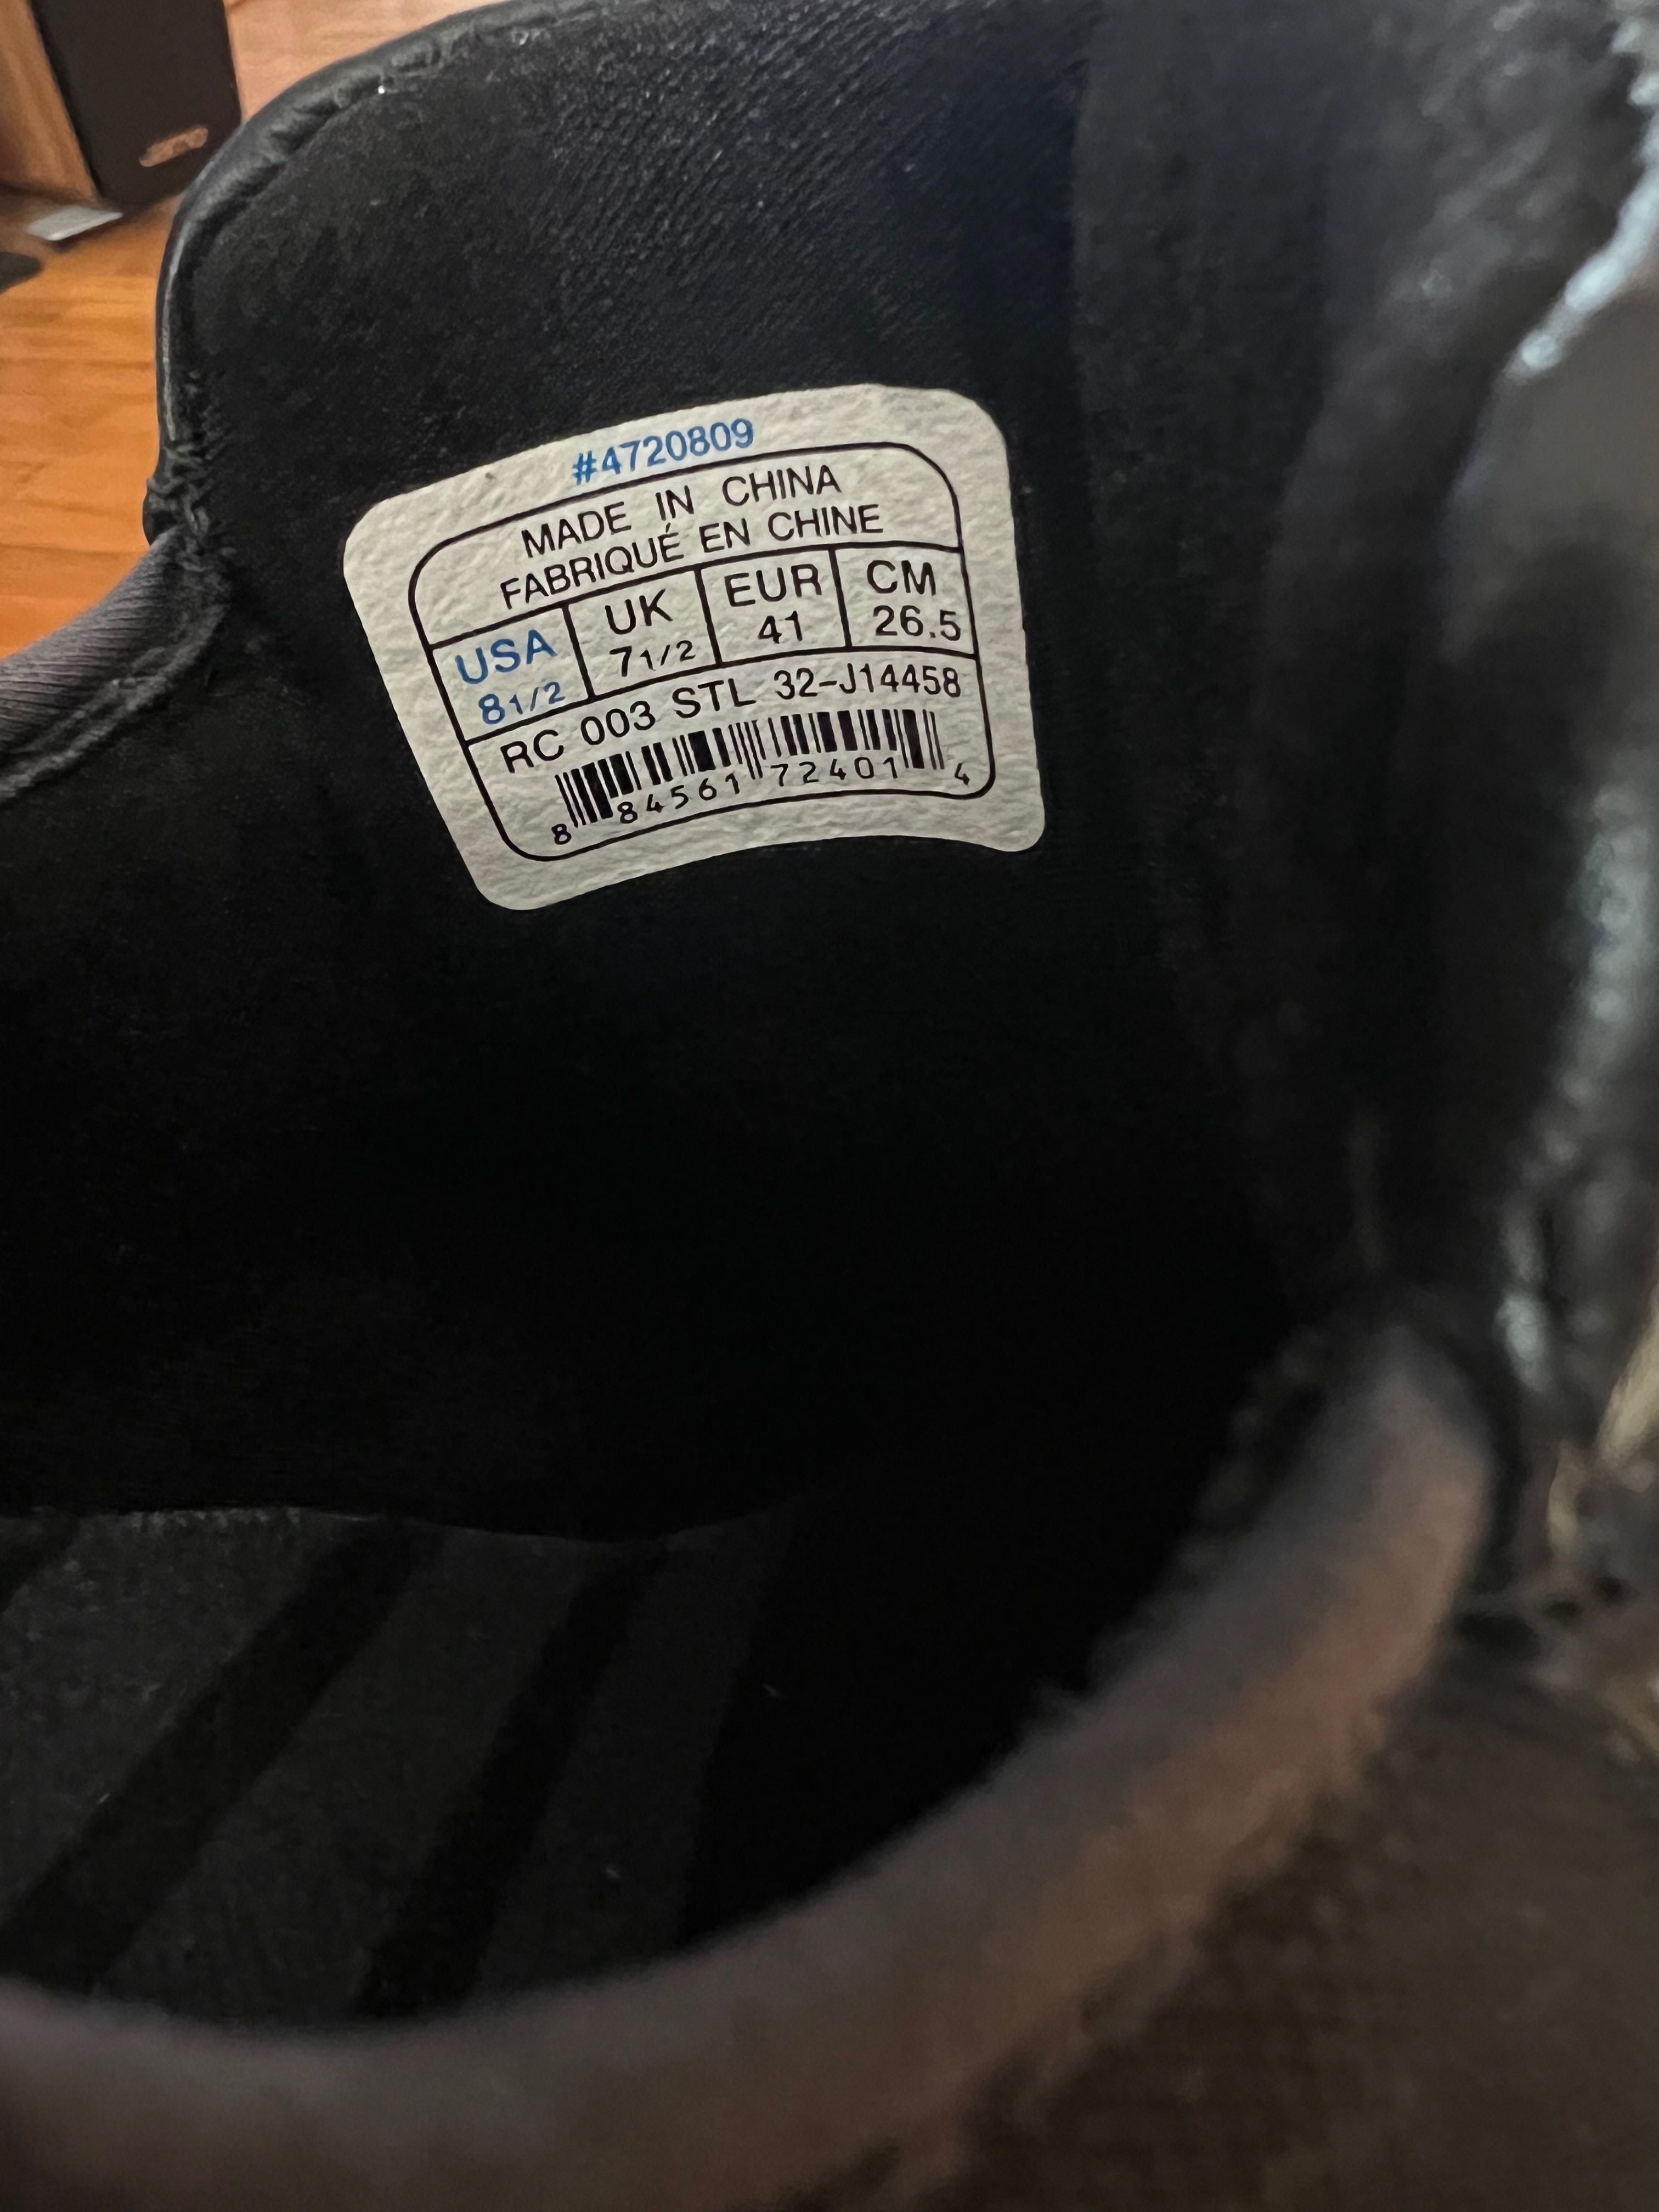 #4720809
MADE IN CHINA
FABRIQUÉ EN CHINE
USA UK EUR CM
8 1/2 7 1/2 41 26.5
RC 003 STL 32-J14458
8 84561 72401 4